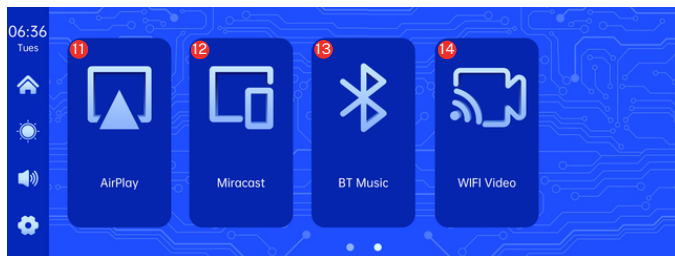 06:36
Tues
11
12
13
14
AirPlay
Miracast
BT Music
WIFI Video